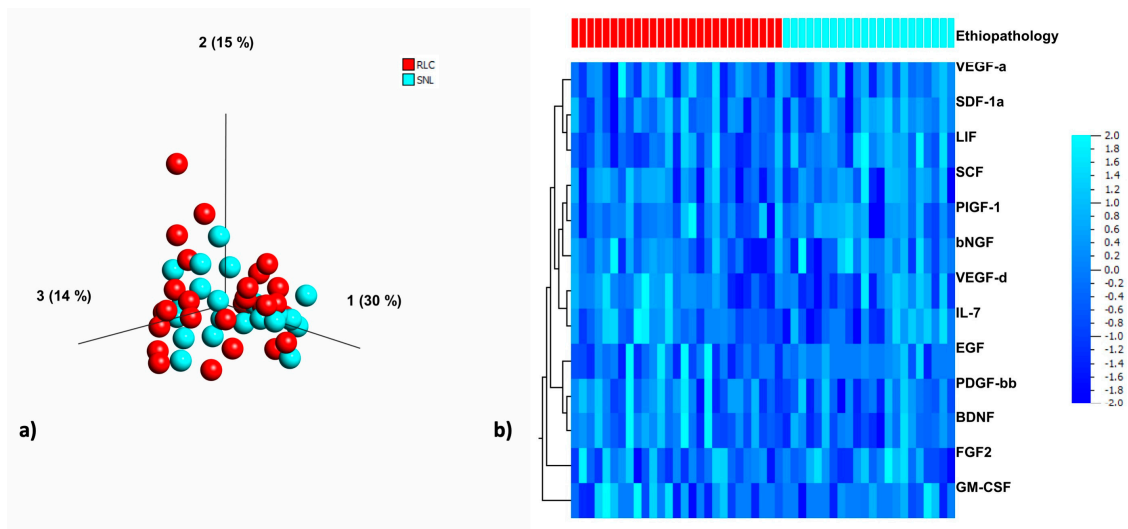 2 (15 %)
RLC
SNL
3 (14 %)
1 (30 %)
a)
b)
Ethiopathology
VEGF-a
SDF-1a
LIF
SCF
PIGF-1
bNGF
VEGF-d
IL-7
EGF
PDGF-bb
BDNF
FGF2
GM-CSF
2.0
1.8
1.6
1.4
1.2
1.0
0.8
0.6
0.4
0.2
0.0
-0.2
-0.4
-0.6
-0.8
-1.0
-1.2
-1.4
-1.6
-1.8
-2.0